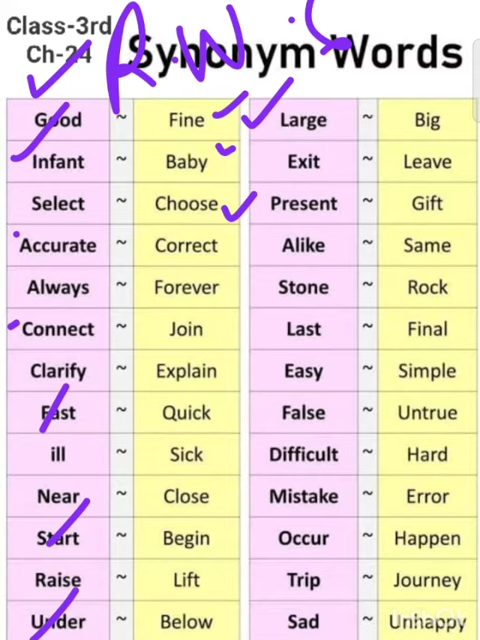 Class-3rd
Ch-24
R.W.S
Synonym Words
Good ~ Fine Large ~ Big
Infant ~ Baby Exit ~ Leave
Select ~ Choose Present ~ Gift
Accurate ~ Correct Alike ~ Same
Always ~ Forever Stone ~ Rock
Connect ~ Join Last ~ Final
Clarify ~ Explain Easy ~ Simple
Fast ~ Quick False ~ Untrue
ill ~ Sick Difficult ~ Hard
Near ~ Close Mistake ~ Error
Start ~ Begin Occur ~ Happen
Raise ~ Lift Trip ~ Journey
Under ~ Below Sad ~ Unhappy